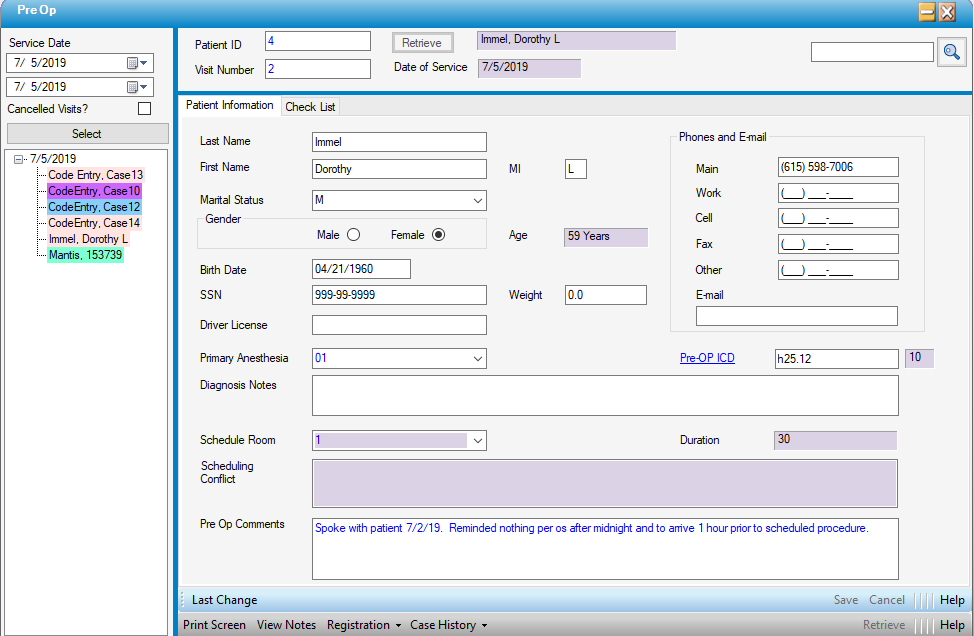 Pre Op
Service Date
7/ 5/2019
7/ 5/2019
Cancelled Visits?
Select
7/5/2019
Code Entry, Case13
CodeEntry, Case10
CodeEntry, Case12
CodeEntry, Case14
Immel, Dorothy L
Mantis, 153739
Patient ID 4 Retrieve Immel, Dorothy L
Visit Number 2 Date of Service 7/5/2019
Patient Information Check List
Last Name Immel
First Name Dorothy MI L
Marital Status M
Gender
Male Female Age 59 Years
Birth Date 04/21/1960
SSN 999-99-9999 Weight 0.0
Driver License
Phones and E-mail
Main (615) 598-7006
Work (___) ___-____
Cell (___) ___-____
Fax (___) ___-____
Other (___) ___-____
E-mail
Primary Anesthesia 01 Pre-OP ICD h25.12 10
Diagnosis Notes
Schedule Room 1 Duration 30
Scheduling
Conflict
Pre Op Comments Spoke with patient 7/2/19. Reminded nothing per os after midnight and to arrive 1 hour prior to scheduled procedure.
Last Change Save Cancel Help
Print Screen View Notes Registration Case History Retrieve Help